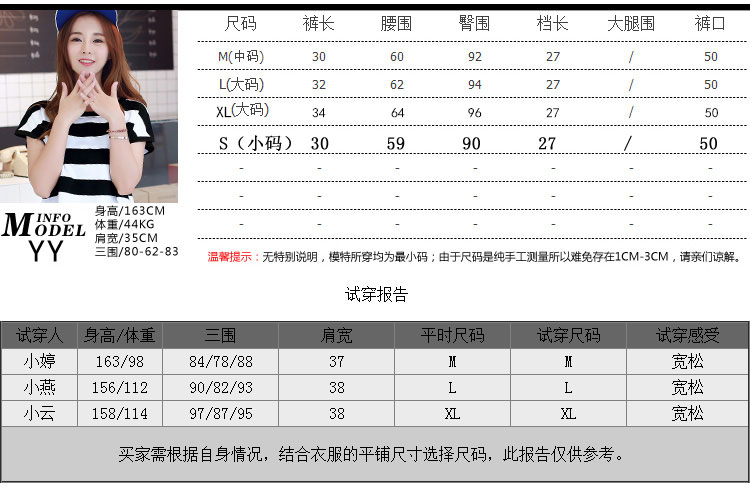 尺码 裤长 腰围 臀围 档长 大腿围 裤口
M(中码) 30 60 92 27 / 50
L(大码) 32 62 94 27 / 50
XL(大码) 34 64 96 27 / 50
S（小码） 30 59 90 27 / 50
- - - - - - -
- - - - - - -
- - - - - - -
MODEL INFO
YY
身高/163CM
体重/44KG
肩宽/35CM
三围/80-62-83
温馨提示：无特别说明，模特所穿均为最小码；由于尺码是纯手工测量所以难免存在1CM-3CM，请亲们谅解。
试穿报告
试穿人 身高/体重 三围 肩宽 平时尺码 试穿尺码 试穿感受
小婷 163/98 84/78/88 37 M M 宽松
小燕 156/112 90/82/93 38 L L 宽松
小云 158/114 97/87/95 38 XL XL 宽松
买家需根据自身情况，结合衣服的平铺尺寸选择尺码，此报告仅供参考。